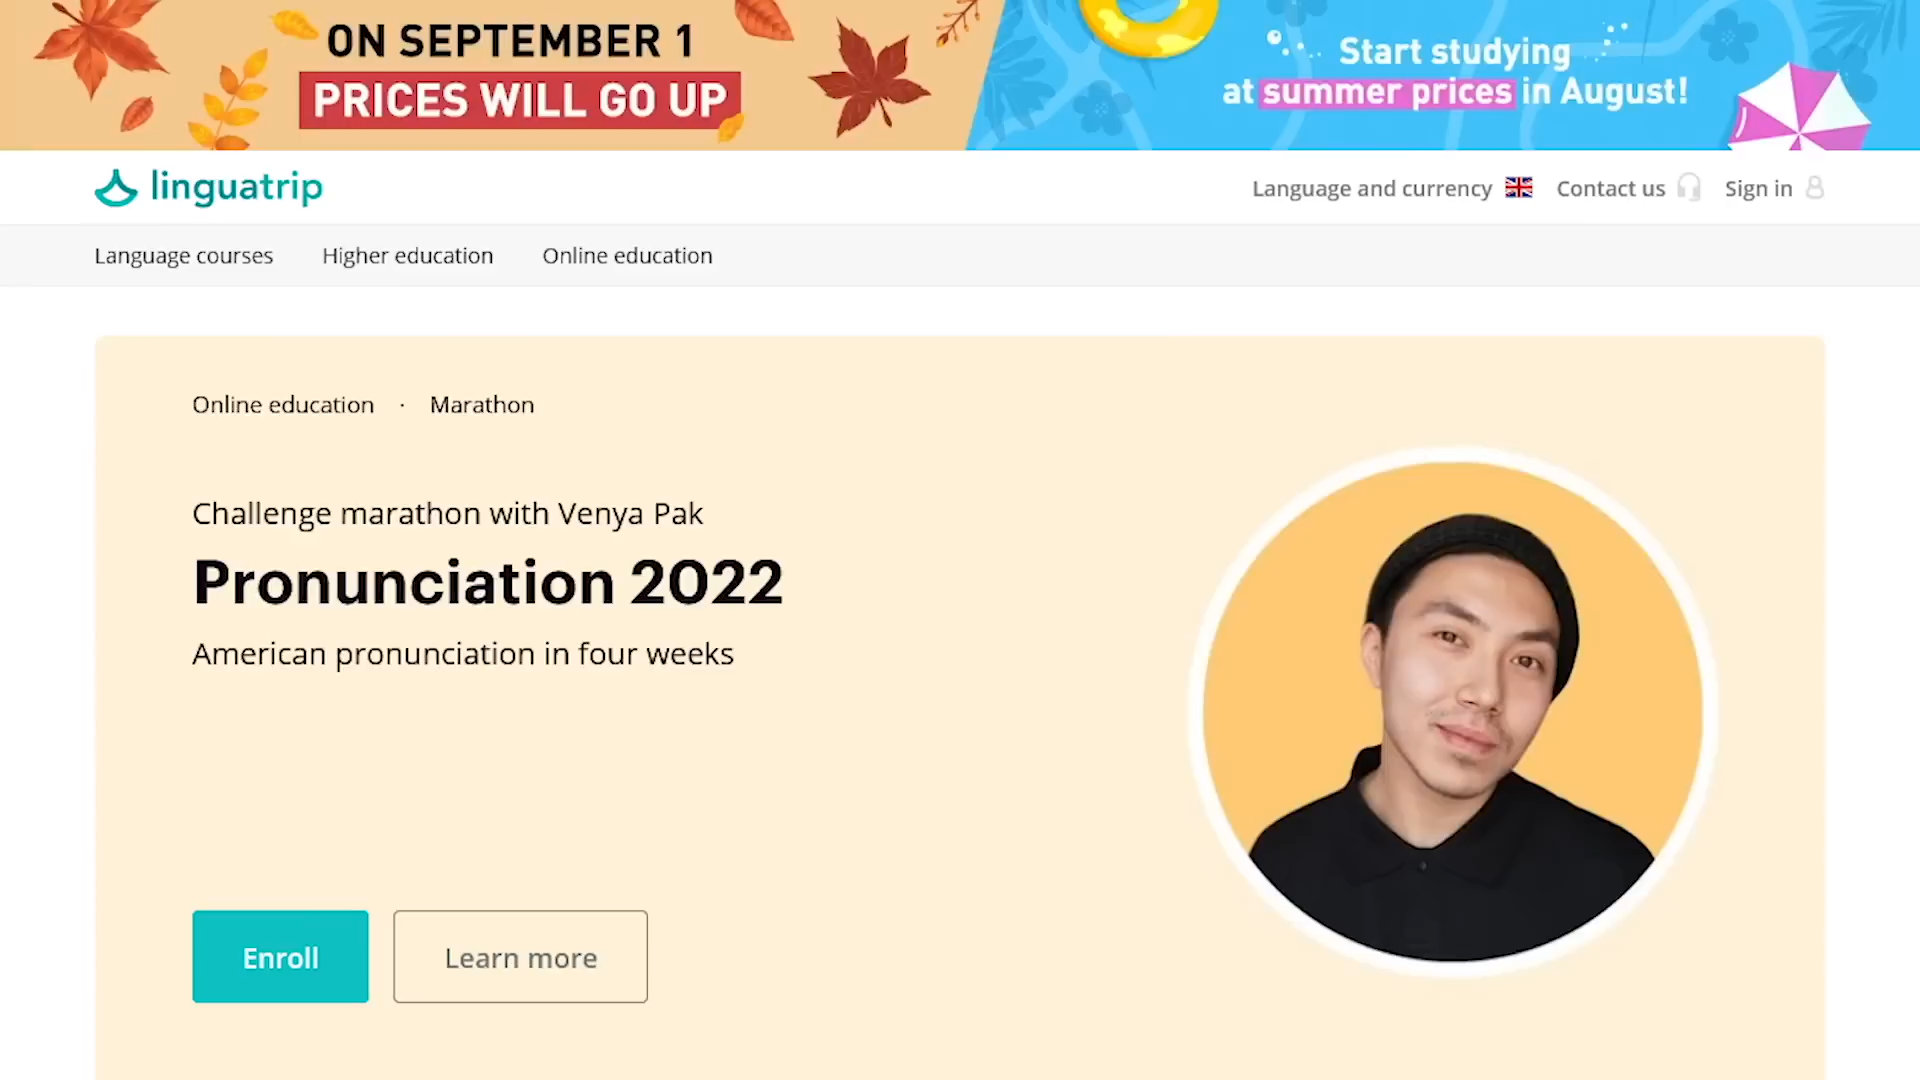 ON SEPTEMBER 1
PRICES WILL GO UP
Start studying
at summer prices in August!
linguatrip
Language and currency
Contact us
Sign in
Language courses
Higher education
Online education
Online education · Marathon
Challenge marathon with Venya Pak
Pronunciation 2022
American pronunciation in four weeks
Enroll
Learn more